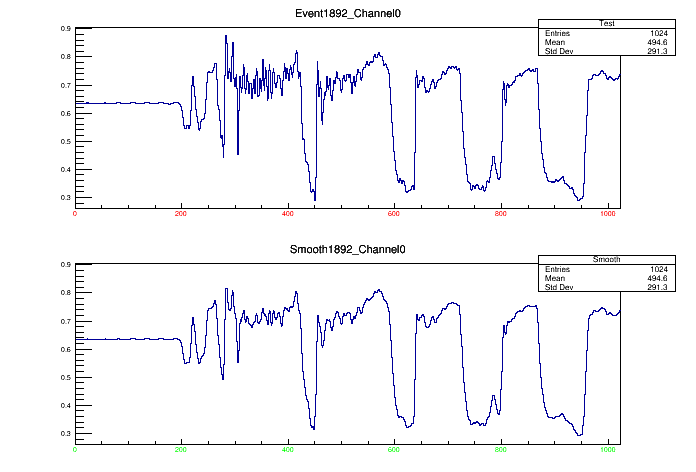 Event1892_Channel0
Test
Entries 1024
Mean 494.6
Std Dev 291.3
0.9
0.8
0.7
0.6
0.5
0.4
0.3
0 200 400 600 800 1000
Smooth1892_Channel0
Smooth
Entries 1024
Mean 494.6
Std Dev 291.3
0.9
0.8
0.7
0.6
0.5
0.4
0.3
0 200 400 600 800 1000